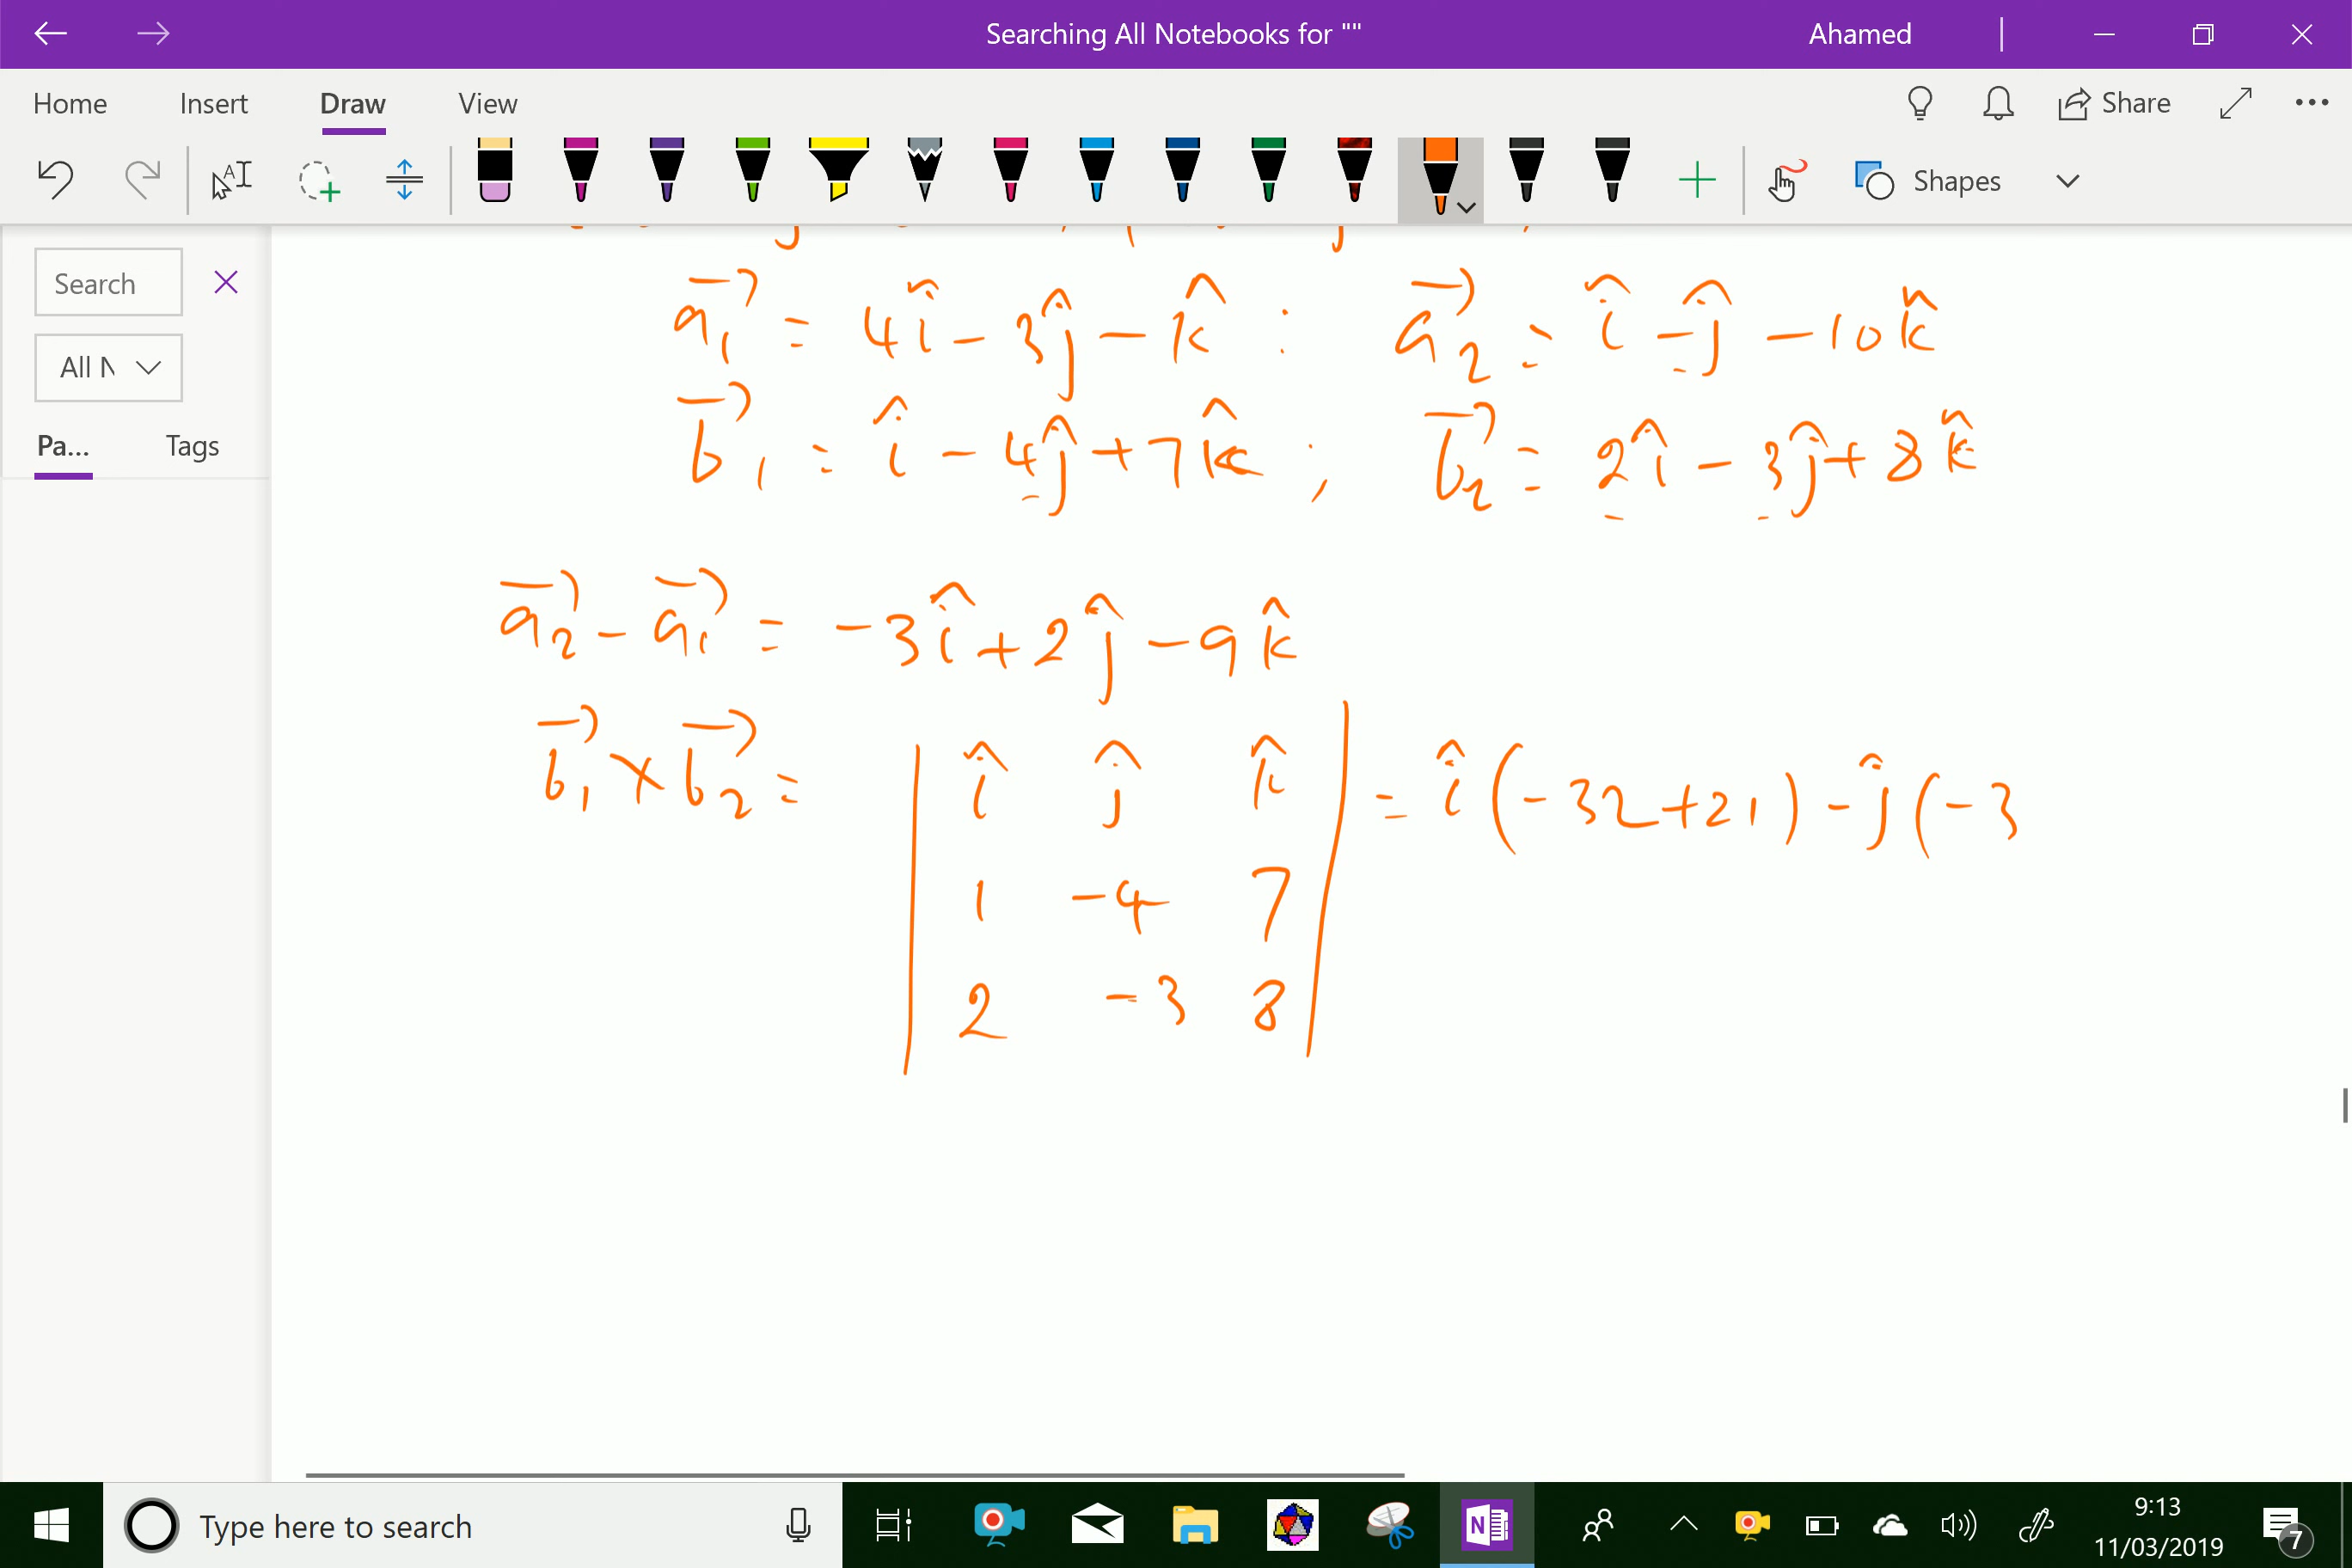 Searching All Notebooks for ""
Ahamed
Home Insert Draw View
Share
Shapes
Search
All N
Pa... Tags
a₁⃗ = 4î - 3ĵ - k̂ : a₂⃗ = î - ĵ - 10k̂
b⃗₁ = î - 4ĵ + 7k̂ ; b₂⃗ = 2î - 3ĵ + 8k̂
a₂⃗ - a₁⃗ = -3î + 2ĵ - 9k̂
b₁⃗ × b₂⃗ = | î ĵ k̂ | = î (-32+21) - ĵ (-3
1 -4 7
2 -3 8
Type here to search
N
9:13
11/03/2019
7